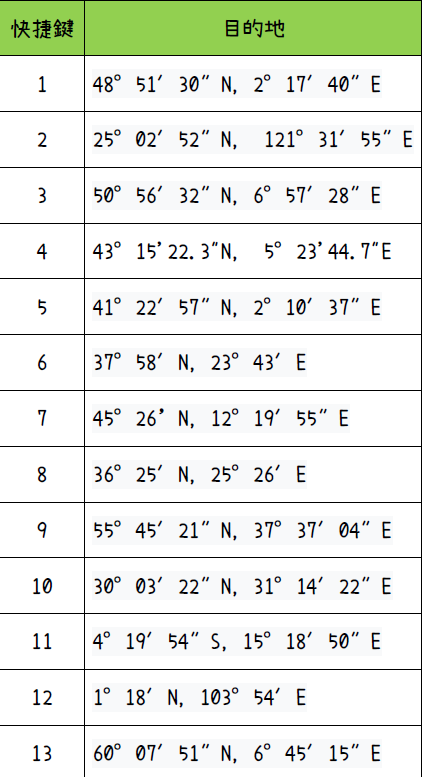 快捷鍵 目的地
1 48° 51′ 30″ N, 2° 17′ 40″ E
2 25° 02′ 52″ N, 121° 31′ 55″ E
3 50° 56′ 32″ N, 6° 57′ 28″ E
4 43° 15’22.3"N, 5° 23’44.7"E
5 41° 22′ 57″ N, 2° 10′ 37″ E
6 37° 58′ N, 23° 43′ E
7 45° 26’ N, 12° 19′ 55″ E
8 36° 25′ N, 25° 26′ E
9 55° 45′ 21″ N, 37° 37′ 04″ E
10 30° 03′ 22″ N, 31° 14′ 22″ E
11 4° 19′ 54″ S, 15° 18′ 50″ E
12 1° 18′ N, 103° 54′ E
13 60° 07′ 51″ N, 6° 45′ 15″ E